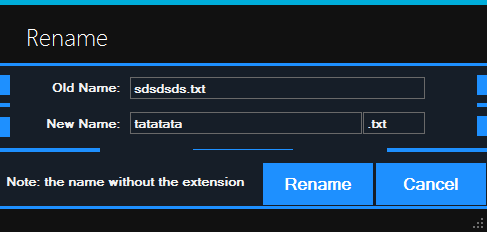 Rename
Old Name: sdsdsds.txt
New Name: tatatata .txt
Note: the name without the extension Rename Cancel